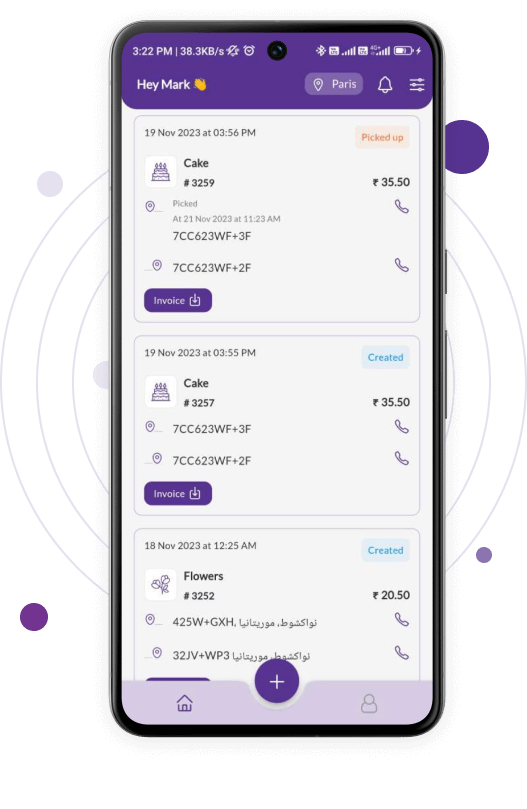 3:22 PM | 38.3KB/s
Hey Mark 👋
Paris
19 Nov 2023 at 03:56 PM
Picked up
Cake
# 3259
₹ 35.50
Picked
At 21 Nov 2023 at 11:23 AM
7CC623WF+3F
7CC623WF+2F
Invoice
19 Nov 2023 at 03:55 PM
Created
Cake
# 3257
₹ 35.50
7CC623WF+3F
7CC623WF+2F
Invoice
18 Nov 2023 at 12:25 AM
Created
Flowers
# 3252
₹ 20.50
425W+GXH، نواكشوط، موريتانيا
32JV+WP3 نواكشوط، موريتانيا